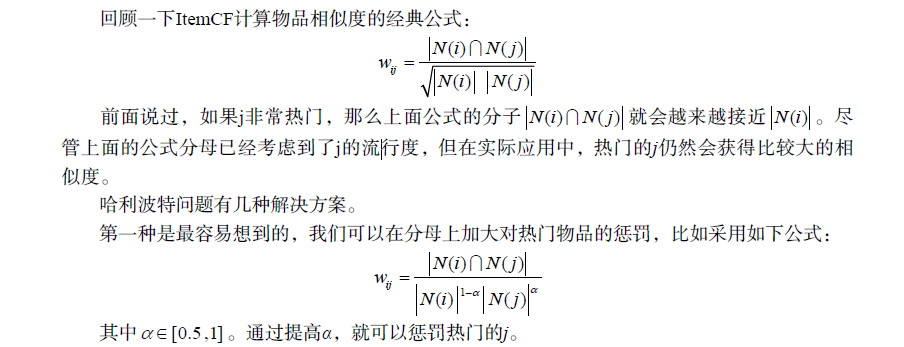 回顾一下ItemCF计算物品相似度的经典公式：
w_{ij} = \frac{|N(i)∩N(j)|}{\sqrt{|N(i)| |N(j)|}}
前面说过，如果j非常热门，那么上面公式的分子|N(i)∩N(j)|就会越来越接近|N(i)|。尽
管上面的公式分母已经考虑到了j的流行度，但在实际应用中，热门的j仍然会获得比较大的相
似度。
哈利波特问题有几种解决方案。
第一种是最容易想到的，我们可以在分母上加大对热门物品的惩罚，比如采用如下公式：
w_{ij} = \frac{|N(i)∩N(j)|}{|N(i)|^{1-α}|N(j)|^{α}}
其中α∈[0.5,1]。通过提高α，就可以惩罚热门的j。